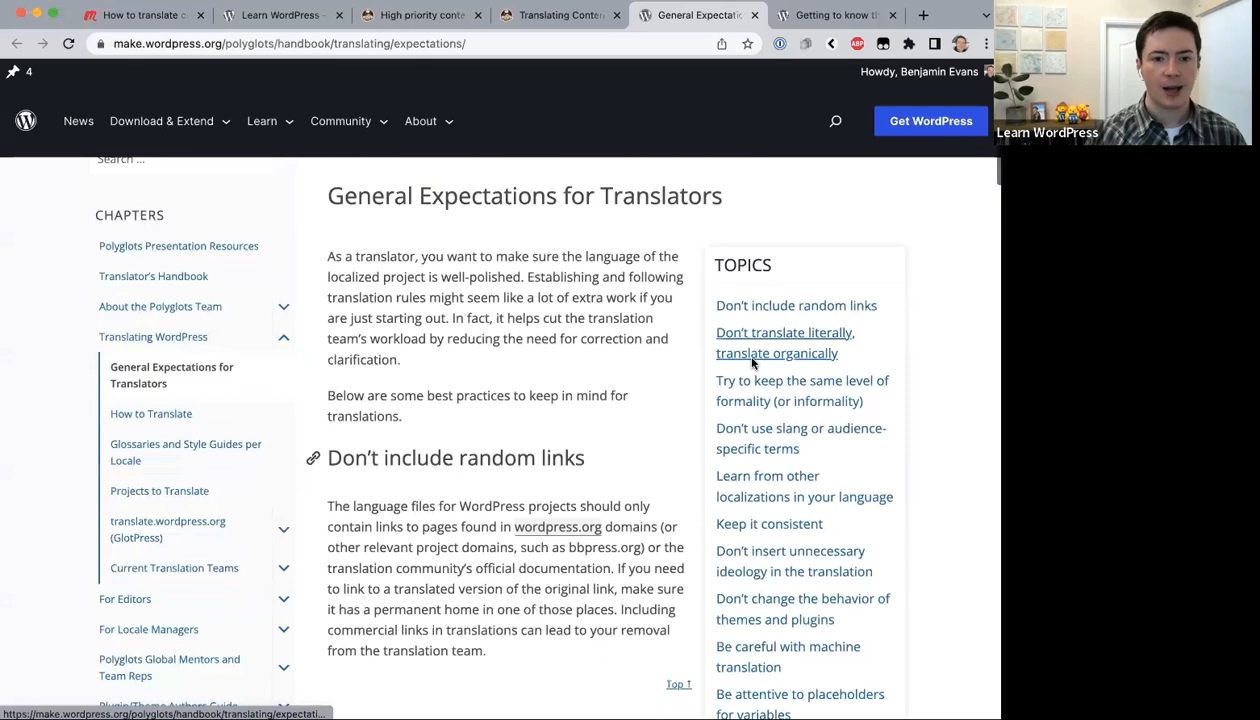 How to translate c
Learn WordPress –
High priority conte
Translating Conten
General Expectatio
Getting to know th
make.wordpress.org/polyglots/handbook/translating/expectations/
ABP
4
Howdy, Benjamin Evans
News
Download & Extend
Learn
Community
About
Get WordPress
Learn WordPress
Search ...
CHAPTERS
Polyglots Presentation Resources
Translator's Handbook
About the Polyglots Team
Translating WordPress
General Expectations for
Translators
How to Translate
Glossaries and Style Guides per
Locale
Projects to Translate
translate.wordpress.org
(GlotPress)
Current Translation Teams
For Editors
For Locale Managers
Polyglots Global Mentors and
Team Reps
Plugin/Theme Authors Guide
General Expectations for Translators
As a translator, you want to make sure the language of the
localized project is well-polished. Establishing and following
translation rules might seem like a lot of extra work if you
are just starting out. In fact, it helps cut the translation
team's workload by reducing the need for correction and
clarification.
Below are some best practices to keep in mind for
translations.
Don't include random links
The language files for WordPress projects should only
contain links to pages found in wordpress.org domains (or
other relevant project domains, such as bbpress.org) or the
translation community's official documentation. If you need
to link to a translated version of the original link, make sure
it has a permanent home in one of those places. Including
commercial links in translations can lead to your removal
from the translation team.
Top ↑
TOPICS
Don't include random links
Don't translate literally,
translate organically
Try to keep the same level of
formality (or informality)
Don't use slang or audience-
specific terms
Learn from other
localizations in your language
Keep it consistent
Don't insert unnecessary
ideology in the translation
Don't change the behavior of
themes and plugins
Be careful with machine
translation
Be attentive to placeholders
for variables
https://make.wordpress.org/polyglots/handbook/translating/expectati...